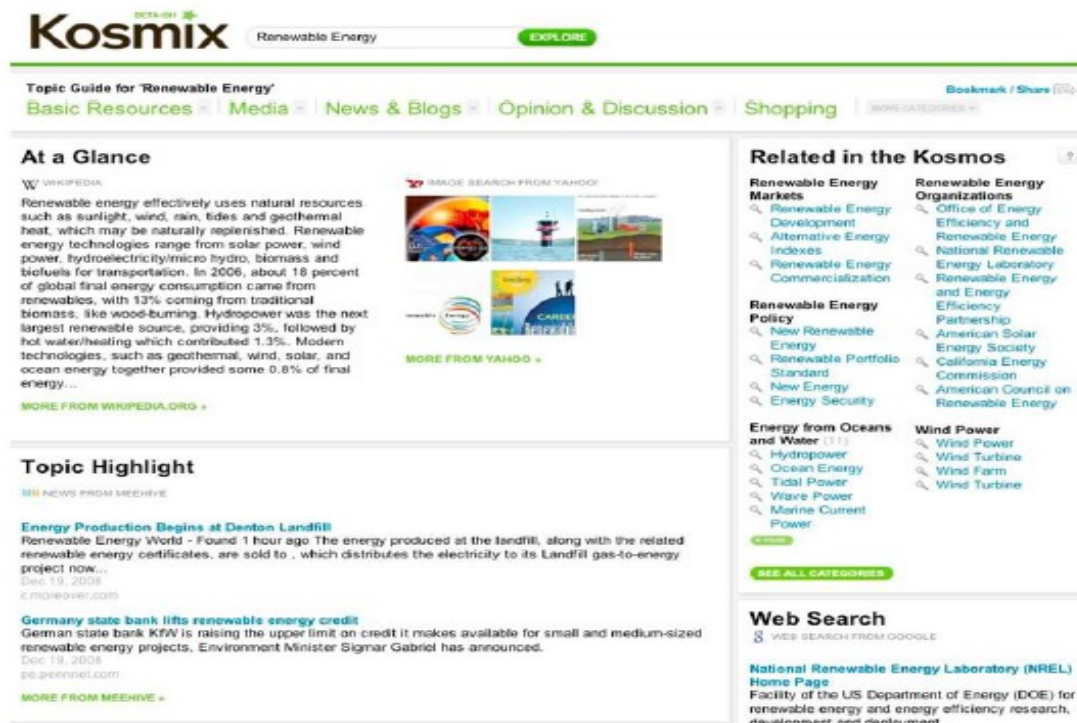 BETA-ISH
Kosmix
Renewable Energy
EXPLORE
Topic Guide for 'Renewable Energy'
Bookmark / Share
Basic Resources Media News & Blogs Opinion & Discussion Shopping MORE CATEGORIES
At a Glance
W WIKIPEDIA
Renewable energy effectively uses natural resources
such as sunlight, wind, rain, tides and geothermal
heat, which may be naturally replenished. Renewable
energy technologies range from solar power, wind
power, hydroelectricity/micro hydro, biomass and
biofuels for transportation. In 2006, about 18 percent
of global final energy consumption came from
renewables, with 13% coming from traditional
biomass, like wood-burning. Hydropower was the next
largest renewable source, providing 3%, followed by
hot water/heating which contributed 1.3%. Modern
technologies, such as geothermal, wind, solar, and
ocean energy together provided some 0.8% of final
energy...
MORE FROM WIKIPEDIA.ORG »
Y! IMAGE SEARCH FROM YAHOO!
MORE FROM YAHOO »
Topic Highlight
NEWS FROM MEEHIVE
Energy Production Begins at Denton Landfill
Renewable Energy World - Found 1 hour ago The energy produced at the landfill, along with the related
renewable energy certificates, are sold to , which distributes the electricity to its Landfill gas-to-energy
project now...
Dec 19, 2008
c.moreover.com
Germany state bank lifts renewable energy credit
German state bank KfW is raising the upper limit on credit it makes available for small and medium-sized
renewable energy projects, Environment Minister Sigmar Gabriel has announced.
Dec 19, 2008
pe.pennnet.com
MORE FROM MEEHIVE »
Related in the Kosmos
?
Renewable Energy
Markets
Renewable Energy
Development
Alternative Energy
Indexes
Renewable Energy
Commercialization
Renewable Energy
Policy
New Renewable
Energy
Renewable Portfolio
Standard
New Energy
Energy Security
Energy from Oceans
and Water (11)
Hydropower
Ocean Energy
Tidal Power
Wave Power
Marine Current
Power
Renewable Energy
Organizations
Office of Energy
Efficiency and
Renewable Energy
National Renewable
Energy Laboratory
Renewable Energy
and Energy
Efficiency
Partnership
American Solar
Energy Society
California Energy
Commission
American Council on
Renewable Energy
Wind Power
Wind Power
Wind Turbine
Wind Farm
Wind Turbine
SEE ALL CATEGORIES
Web Search
g WEB SEARCH FROM GOOGLE
National Renewable Energy Laboratory (NREL)
Home Page
Facility of the US Department of Energy (DOE) for
renewable energy and energy efficiency research,
development and deployment